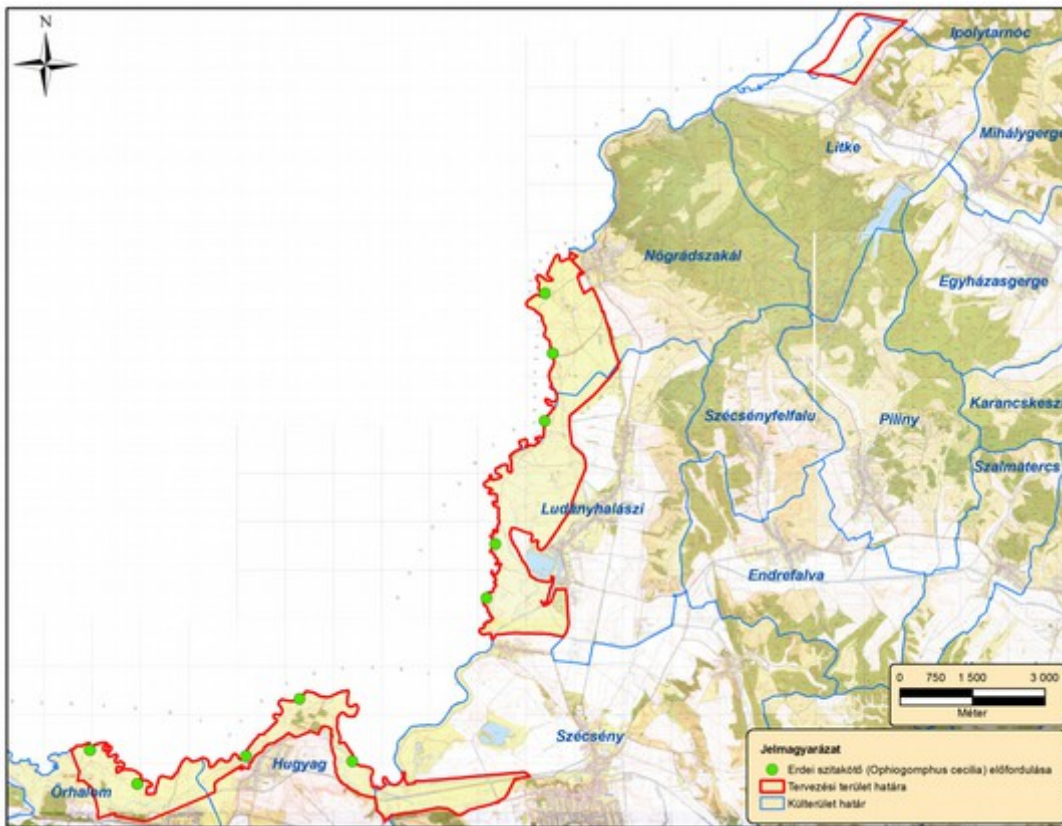 N
Ipolytarnóc
Mihálygerge
Litke
Nógrádszakál
Egyházasgerge
Szécsényfelfalu
Piliny
Karancskeszi
Szalmatercs
Ludányhalászi
Endrefalva
0 750 1 500 3 000
Méter
Szécsény
Hugyag
Őrhalom
Jelmagyarázat
Erdei szitakötő (Ophiogomphus cecilia) előfordulása
Tervezési terület határa
Külterület határ